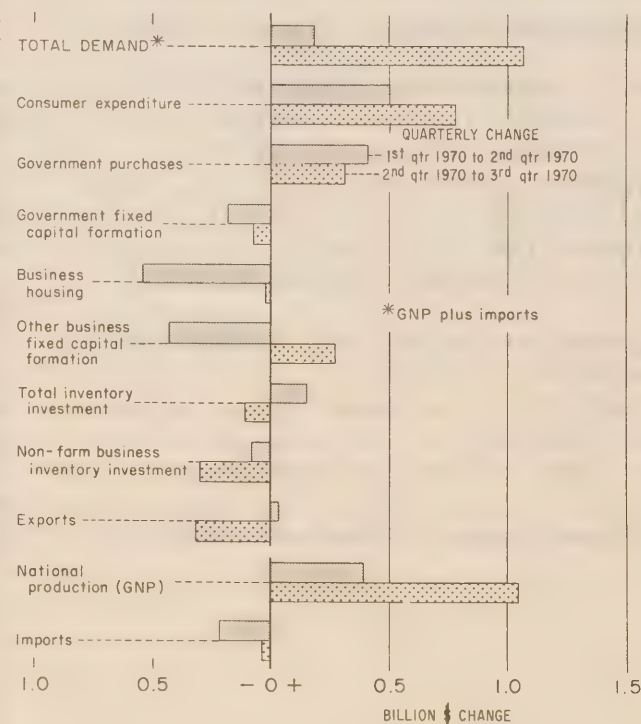 TOTAL DEMAND*
Consumer expenditure
QUARTERLY CHANGE
1st qtr 1970 to 2nd qtr 1970
Government purchases
2nd qtr 1970 to 3rd qtr 1970
Government fixed
capital formation
Business
housing
*GNP plus imports
Other business
fixed capital
formation
Total inventory
investment
Non-farm business
inventory investment
Exports
National
production (GNP)
Imports
1.0 0.5 - 0 + 0.5 1.0 1.5
BILLION $ CHANGE